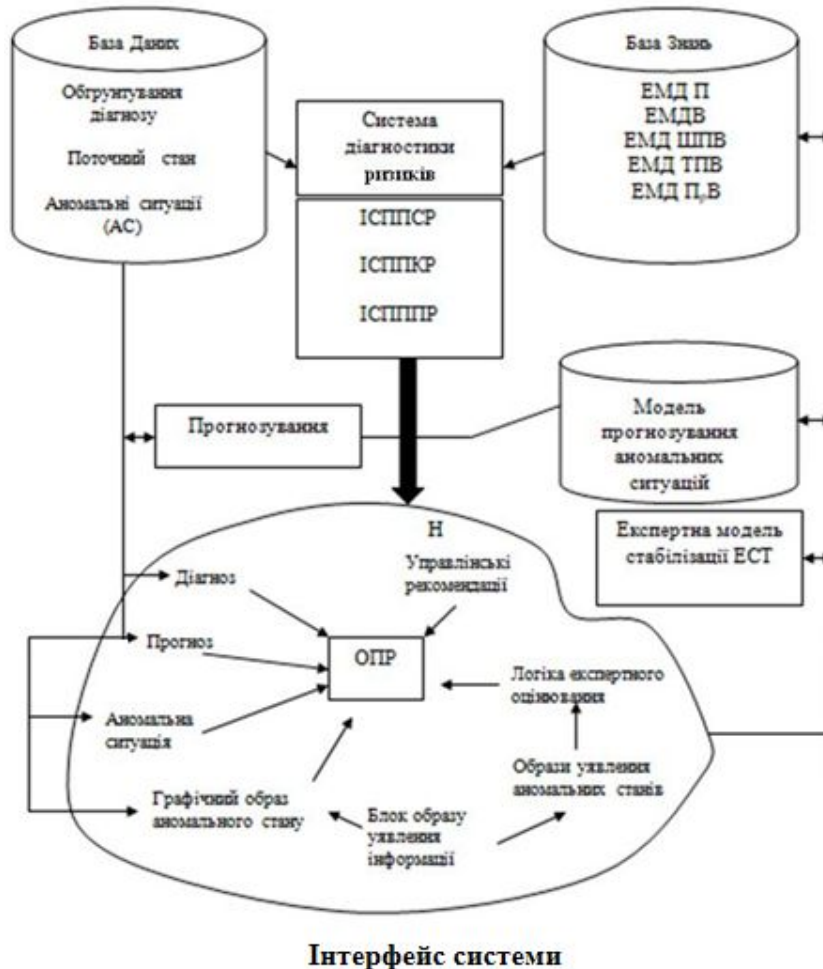 База Даних
Обгрунтування
діагнозу
Поточний стан
Аномальні ситуації
(АС)
Система
діагностики
ризиків
ІСППСР
ІСППКР
ІСПППР
База Знань
ЕМД П
ЕМДВ
ЕМД ШПВ
ЕМД ТПВ
ЕМД П,В
Прогнозування
Модель
прогнозування
аномальних
ситуацій
Експертна модель
стабілізації ЕСТ
Н
Управлінські
рекомендації
Діагноз
Прогноз
ОПР
Аномальна
ситуація
Логіка експертного
оцінювання
Графічний образ
аномального стану
Блок образу
уявлення
інформації
Образи уявлення
аномальних станів
Інтерфейс системи